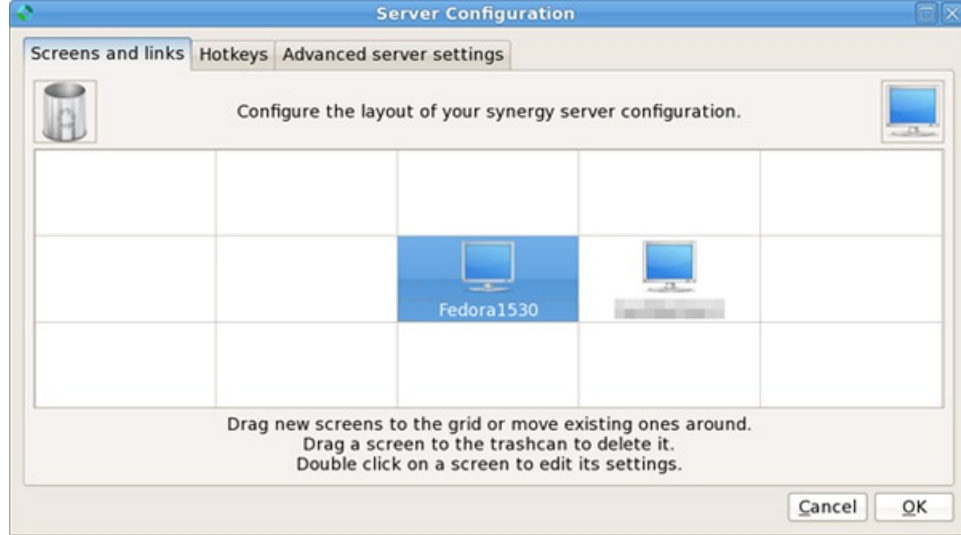 Server Configuration
Screens and links Hotkeys Advanced server settings
Configure the layout of your synergy server configuration.
Fedora1530
Drag new screens to the grid or move existing ones around.
Drag a screen to the trashcan to delete it.
Double click on a screen to edit its settings.
Cancel OK